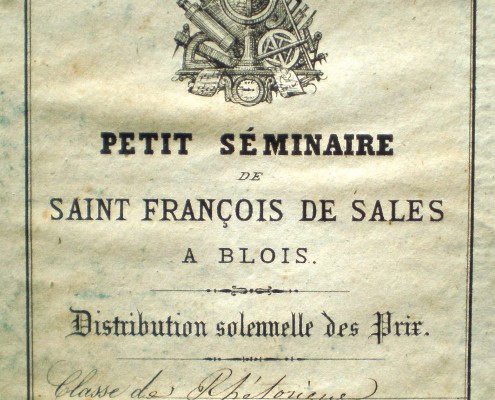 PETIT SÉMINAIRE
DE
SAINT FRANÇOIS DE SALES
A BLOIS.
Distribution solennelle des Prix.
Classe de Rhétorique